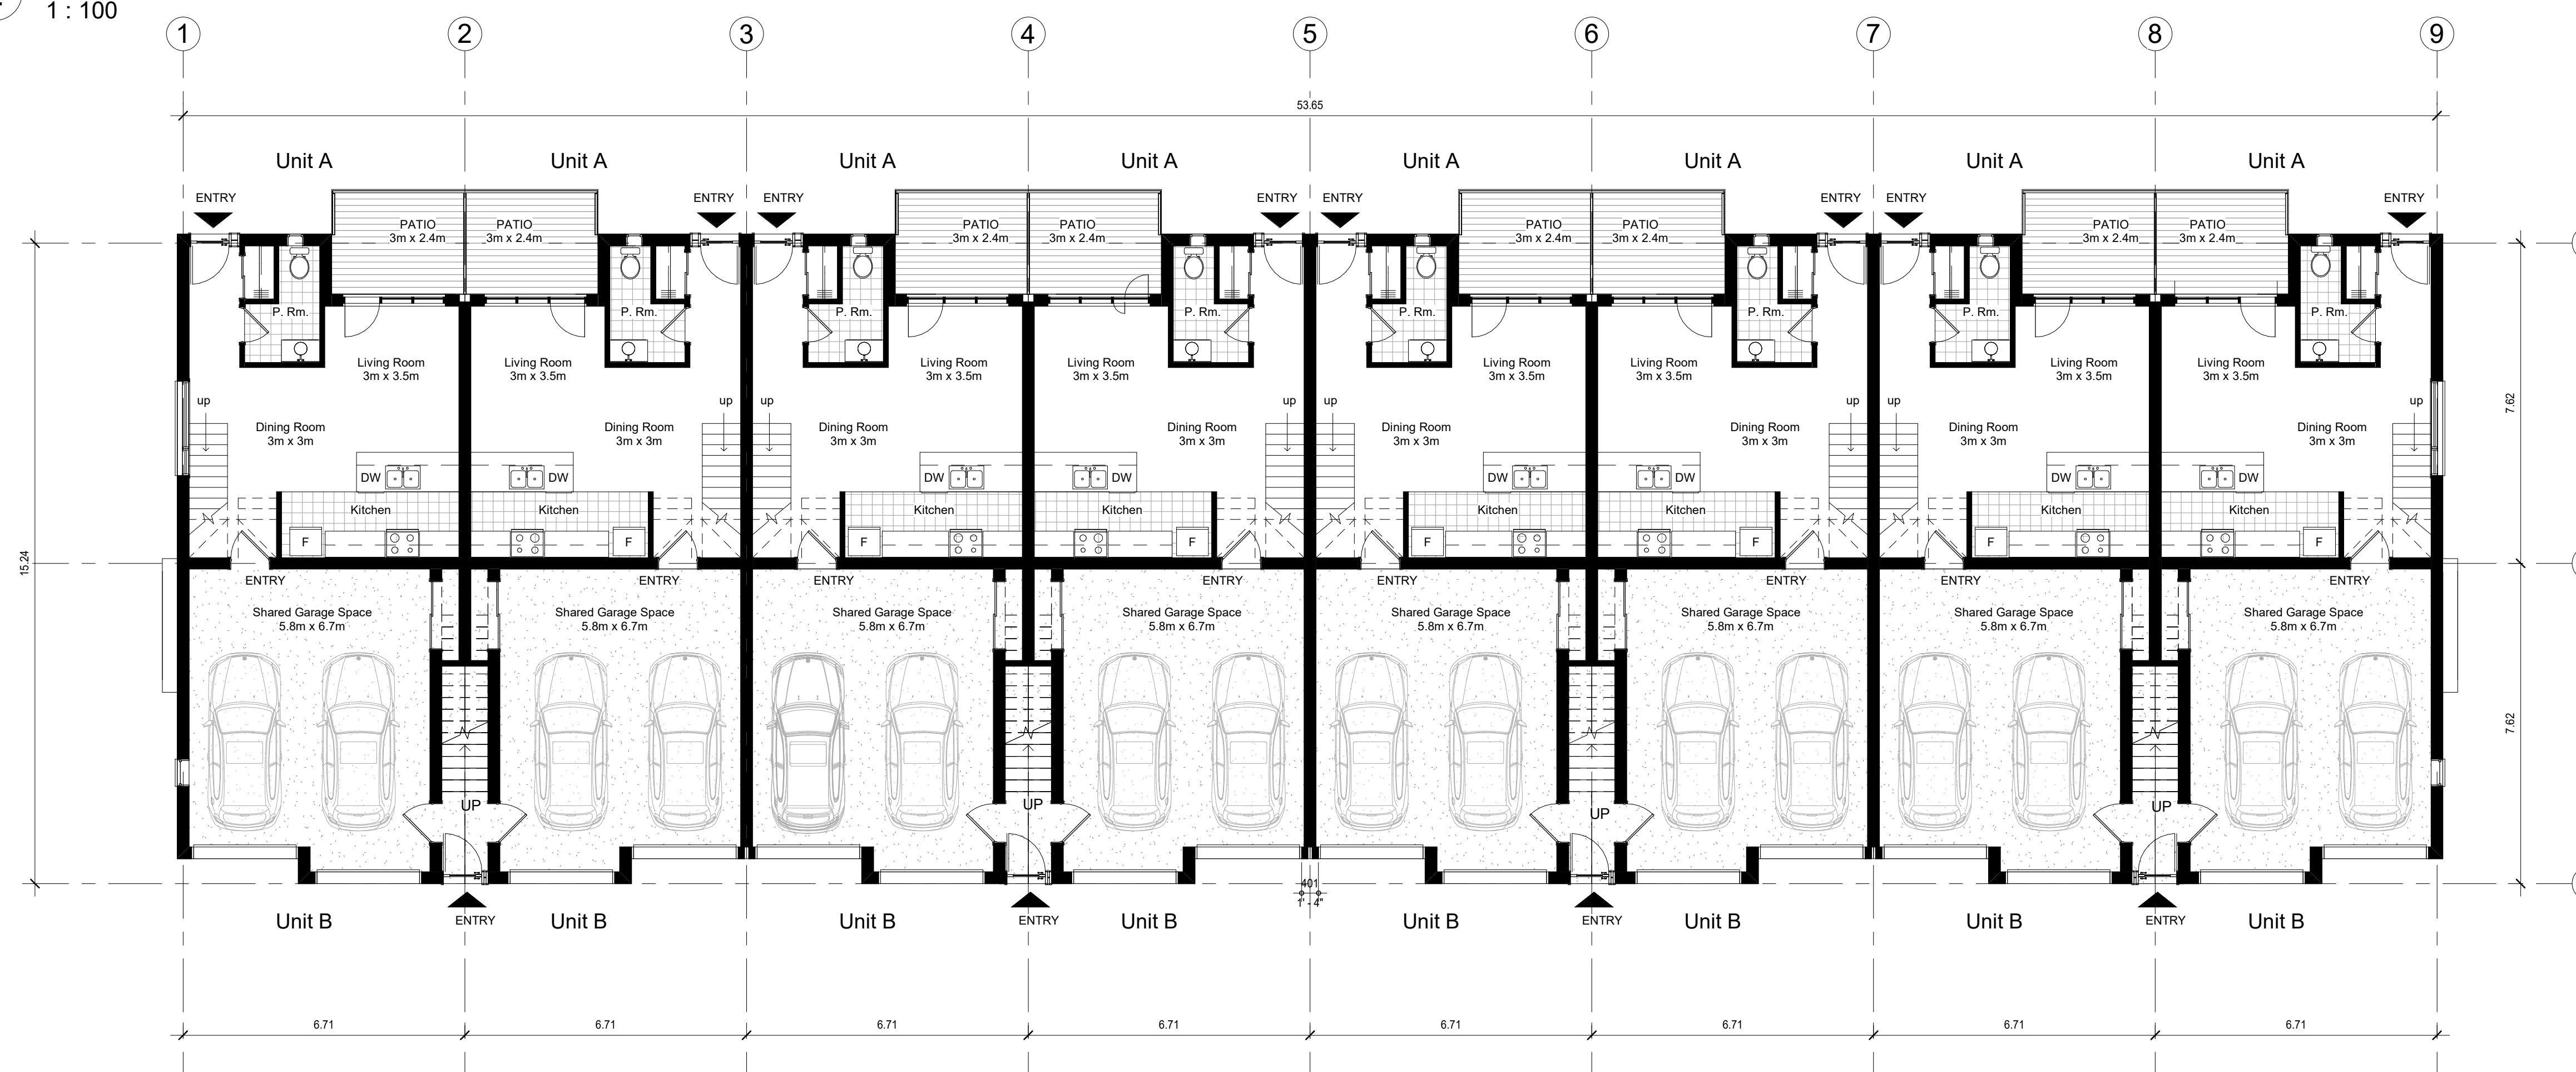 1 : 100
1 2 3 4 5 6 7 8 9
53.65
Unit A Unit A Unit A Unit A Unit A Unit A Unit A Unit A
ENTRY ENTRY ENTRY ENTRY ENTRY ENTRY ENTRY ENTRY
PATIO PATIO PATIO PATIO PATIO PATIO PATIO PATIO
3m x 2.4m 3m x 2.4m 3m x 2.4m 3m x 2.4m 3m x 2.4m 3m x 2.4m 3m x 2.4m 3m x 2.4m
P. Rm. P. Rm. P. Rm. P. Rm. P. Rm. P. Rm. P. Rm. P. Rm.
Living Room Living Room Living Room Living Room Living Room Living Room Living Room Living Room
3m x 3.5m 3m x 3.5m 3m x 3.5m 3m x 3.5m 3m x 3.5m 3m x 3.5m 3m x 3.5m 3m x 3.5m
up up up up up up up up
7.62
Dining Room Dining Room Dining Room Dining Room Dining Room Dining Room Dining Room Dining Room
3m x 3m 3m x 3m 3m x 3m 3m x 3m 3m x 3m 3m x 3m 3m x 3m 3m x 3m
DW DW DW DW DW DW DW DW
Kitchen Kitchen Kitchen Kitchen Kitchen Kitchen Kitchen Kitchen
F F F F F F F F
15.24
ENTRY ENTRY ENTRY ENTRY ENTRY ENTRY ENTRY ENTRY
Shared Garage Space Shared Garage Space Shared Garage Space Shared Garage Space Shared Garage Space Shared Garage Space Shared Garage Space Shared Garage Space
5.8m x 6.7m 5.8m x 6.7m 5.8m x 6.7m 5.8m x 6.7m 5.8m x 6.7m 5.8m x 6.7m 5.8m x 6.7m 5.8m x 6.7m
7.62
UP UP UP UP
401
1' - 4"
Unit B ENTRY Unit B Unit B ENTRY Unit B Unit B ENTRY Unit B Unit B ENTRY Unit B
6.71 6.71 6.71 6.71 6.71 6.71 6.71 6.71